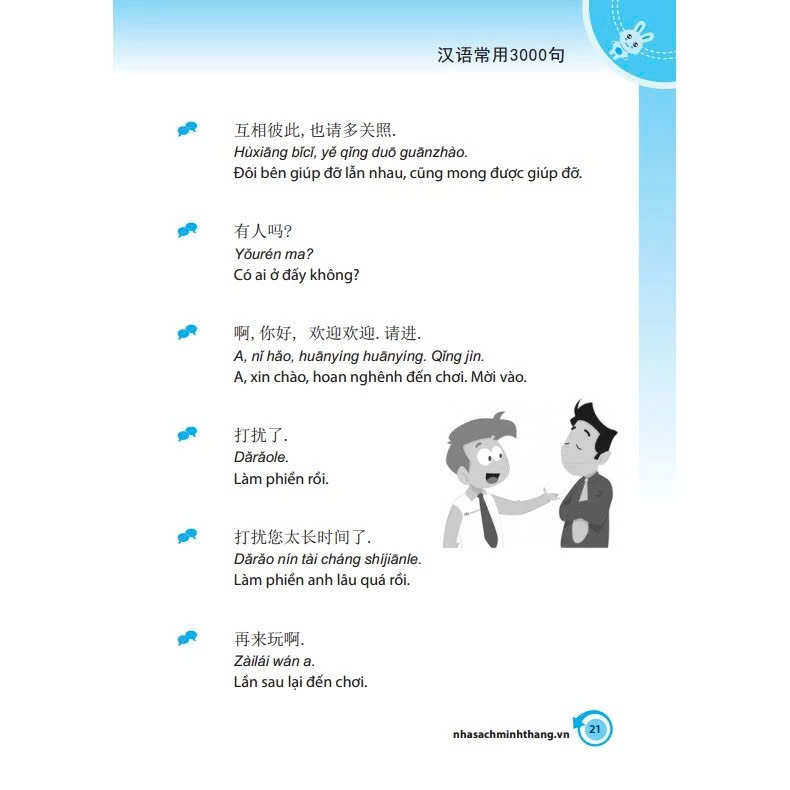 汉语常用3000句
互相彼此, 也请多关照.
Hùxiāng bǐcǐ, yě qǐng duō guānzhào.
Đôi bên giúp đỡ lẫn nhau, cũng mong được giúp đỡ.
有人吗?
Yǒurén ma?
Có ai ở đấy không?
啊, 你好, 欢迎欢迎. 请进.
A, nǐ hǎo, huānyíng huānyíng. Qǐng jìn.
A, xin chào, hoan nghênh đến chơi. Mời vào.
打扰了.
Dǎrǎole.
Làm phiền rồi.
打扰您太长时间了.
Dǎrǎo nín tài cháng shíjiānle.
Làm phiền anh lâu quá rồi.
再来玩啊.
Zàilái wán a.
Lần sau lại đến chơi.
nhasachminhthang.vn 21